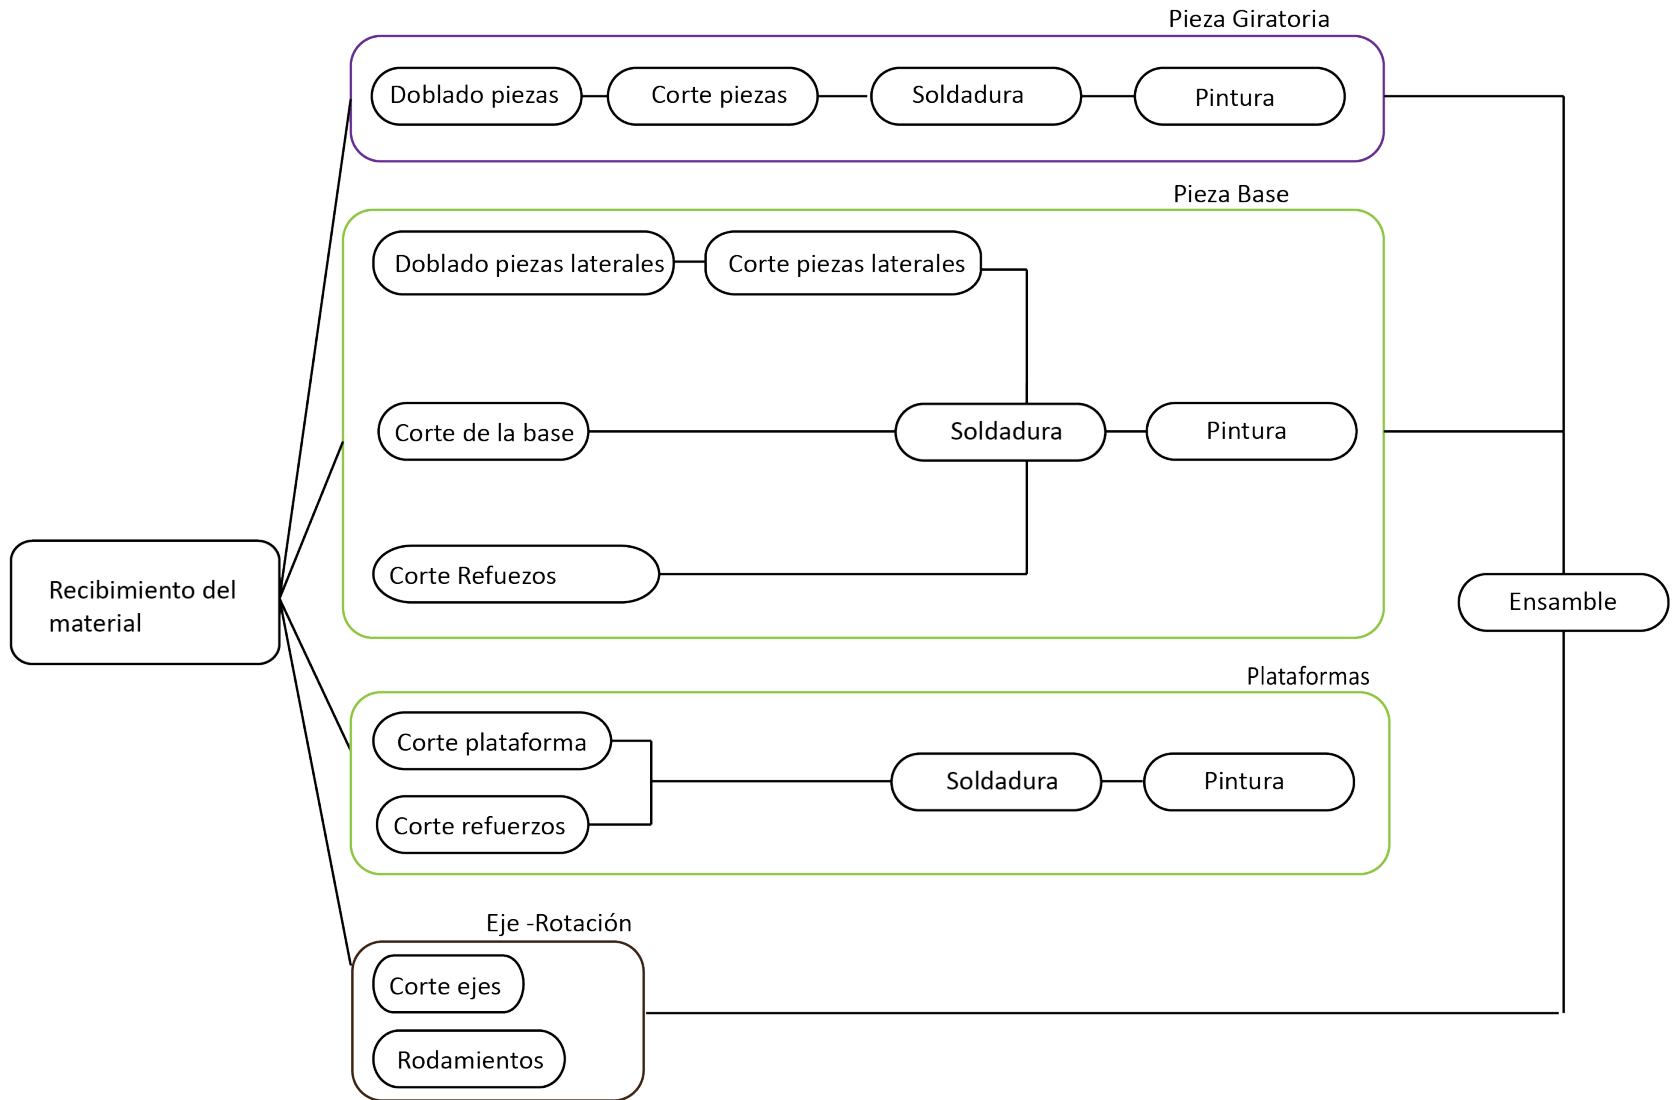 Pieza Giratoria
Doblado piezas
Corte piezas
Soldadura
Pintura
Pieza Base
Doblado piezas laterales
Corte piezas laterales
Corte de la base
Soldadura
Pintura
Corte Refuezos
Recibimiento del
material
Ensamble
Plataformas
Corte plataforma
Corte refuerzos
Soldadura
Pintura
Eje -Rotación
Corte ejes
Rodamientos